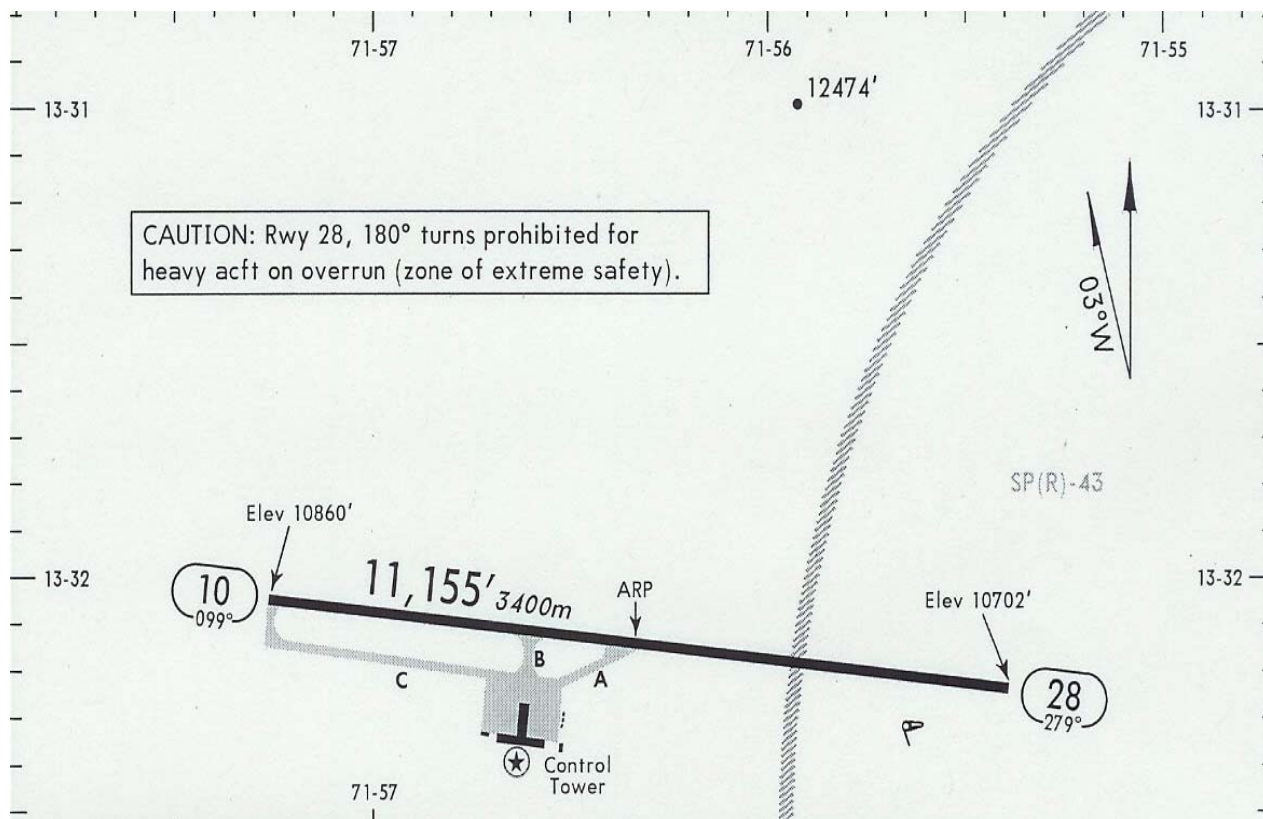 71-57
71-56
71-55
12474'
13-31
13-31
CAUTION: Rwy 28, 180° turns prohibited for
heavy acft on overrun (zone of extreme safety).
03°W
SP(R)-43
Elev 10860'
13-32
13-32
10
099°
11,155' 3400m
ARP
Elev 10702'
B
A
C
28
279°
Control
Tower
71-57